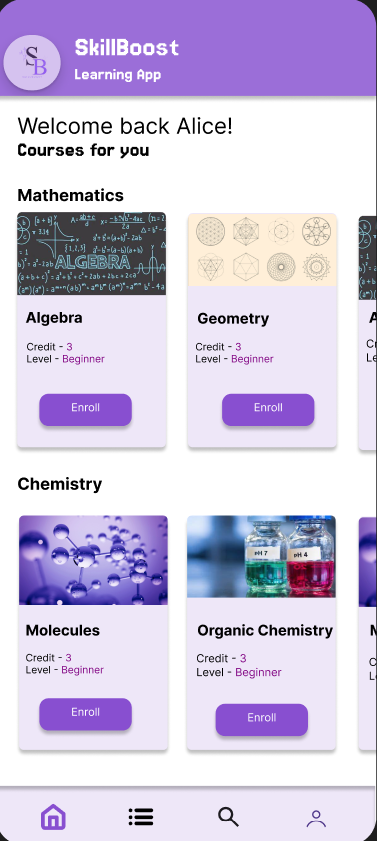 SB
SkillBoost
Learning App
Welcome back Alice!
Courses for you
Mathematics
ALGEBRA
Algebra
Credit - 3
Level - Beginner
Enroll
Geometry
Credit - 3
Level - Beginner
Enroll
Chemistry
pH 7
pH 4
Molecules
Credit - 3
Level - Beginner
Enroll
Organic Chemistry
Credit - 3
Level - Beginner
Enroll